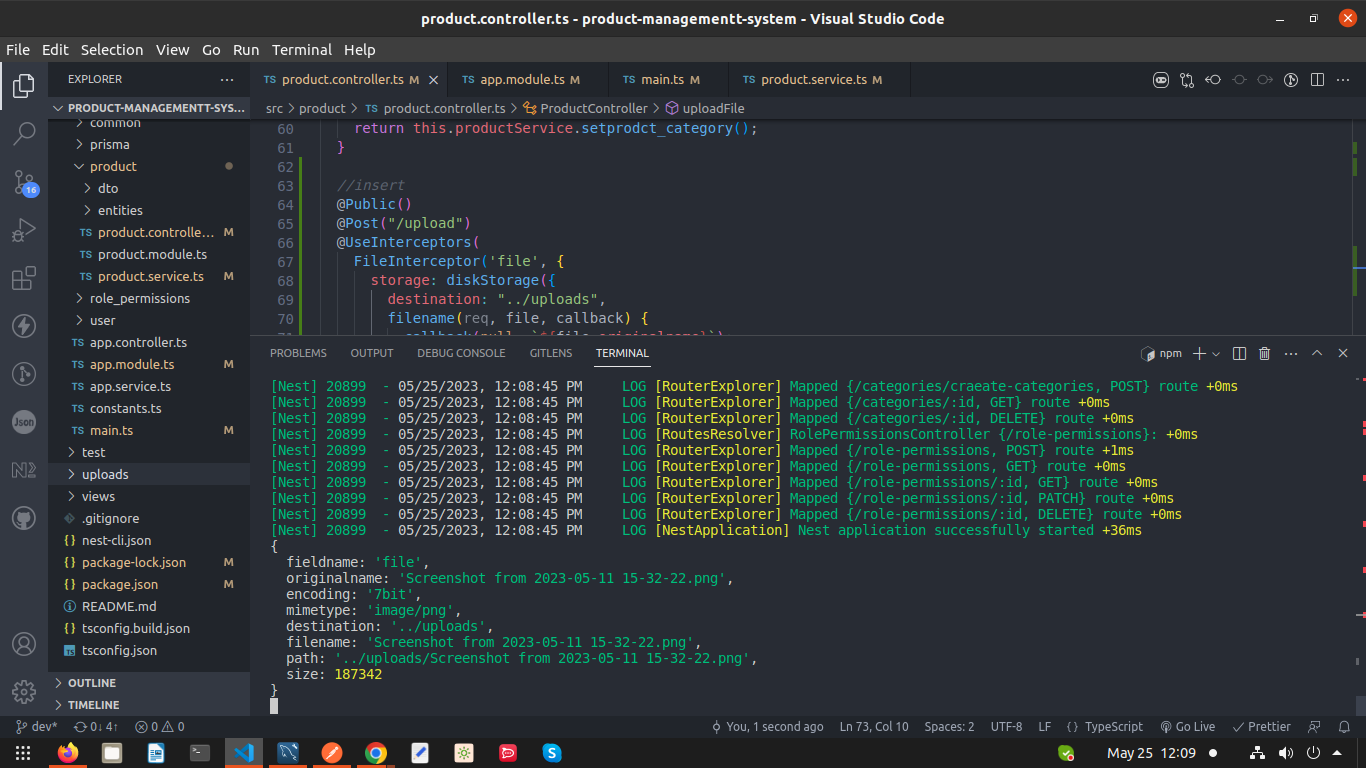 product.controller.ts - product-managementt-system - Visual Studio Code
File Edit Selection View Go Run Terminal Help
EXPLORER
PRODUCT-MANAGEMENTT-SYS...
common
prisma
product
dto
entities
TS product.controlle... M
TS product.module.ts
TS product.service.ts M
role_permissions
user
TS app.controller.ts
TS app.module.ts M
TS app.service.ts
TS constants.ts
TS main.ts M
test
uploads
views
.gitignore
{} nest-cli.json
{} package-lock.json M
{} package.json M
README.md
{} tsconfig.build.json
tsconfig.json
OUTLINE
TIMELINE
16
Json
TS product.controller.ts M
TS app.module.ts M
TS main.ts M
TS product.service.ts M
src > product > TS product.controller.ts > ProductController > uploadFile
60 return this.productService.setprodct_category();
61 }
62
63 //insert
64 @Public()
65 @Post("/upload")
66 @UseInterceptors(
67 FileInterceptor('file', {
68 storage: diskStorage({
69 destination: "../uploads",
70 filename(req, file, callback) {
PROBLEMS OUTPUT DEBUG CONSOLE GITLENS TERMINAL
npm
[Nest] 20899 - 05/25/2023, 12:08:45 PM LOG [RouterExplorer] Mapped {/categories/craeate-categories, POST} route +0ms
[Nest] 20899 - 05/25/2023, 12:08:45 PM LOG [RouterExplorer] Mapped {/categories/:id, GET} route +0ms
[Nest] 20899 - 05/25/2023, 12:08:45 PM LOG [RouterExplorer] Mapped {/categories/:id, DELETE} route +0ms
[Nest] 20899 - 05/25/2023, 12:08:45 PM LOG [RoutesResolver] RolePermissionsController {/role-permissions}: +0ms
[Nest] 20899 - 05/25/2023, 12:08:45 PM LOG [RouterExplorer] Mapped {/role-permissions, POST} route +1ms
[Nest] 20899 - 05/25/2023, 12:08:45 PM LOG [RouterExplorer] Mapped {/role-permissions, GET} route +0ms
[Nest] 20899 - 05/25/2023, 12:08:45 PM LOG [RouterExplorer] Mapped {/role-permissions/:id, GET} route +0ms
[Nest] 20899 - 05/25/2023, 12:08:45 PM LOG [RouterExplorer] Mapped {/role-permissions/:id, PATCH} route +0ms
[Nest] 20899 - 05/25/2023, 12:08:45 PM LOG [RouterExplorer] Mapped {/role-permissions/:id, DELETE} route +0ms
[Nest] 20899 - 05/25/2023, 12:08:45 PM LOG [NestApplication] Nest application successfully started +36ms
{
fieldname: 'file',
originalname: 'Screenshot from 2023-05-11 15-32-22.png',
encoding: '7bit',
mimetype: 'image/png',
destination: '../uploads',
filename: 'Screenshot from 2023-05-11 15-32-22.png',
path: '../uploads/Screenshot from 2023-05-11 15-32-22.png',
size: 187342
}
dev* 0↓ 4↑ 0 0 You, 1 second ago Ln 73, Col 10 Spaces: 2 UTF-8 LF {} TypeScript Go Live Prettier
May 25 12:09